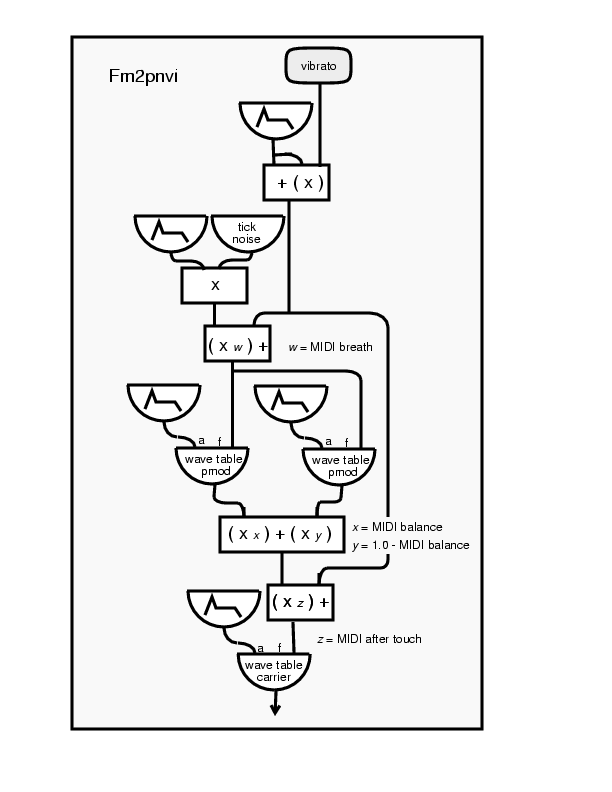 Fm2pnvi
vibrato
+ ( x )
tick
noise
x
( x w ) +
w = MIDI breath
a f
a f
wave table
pmod
wave table
pmod
( x x ) + ( x y )
x = MIDI balance
y = 1.0 - MIDI balance
( x z ) +
z = MIDI after touch
a f
wave table
carrier